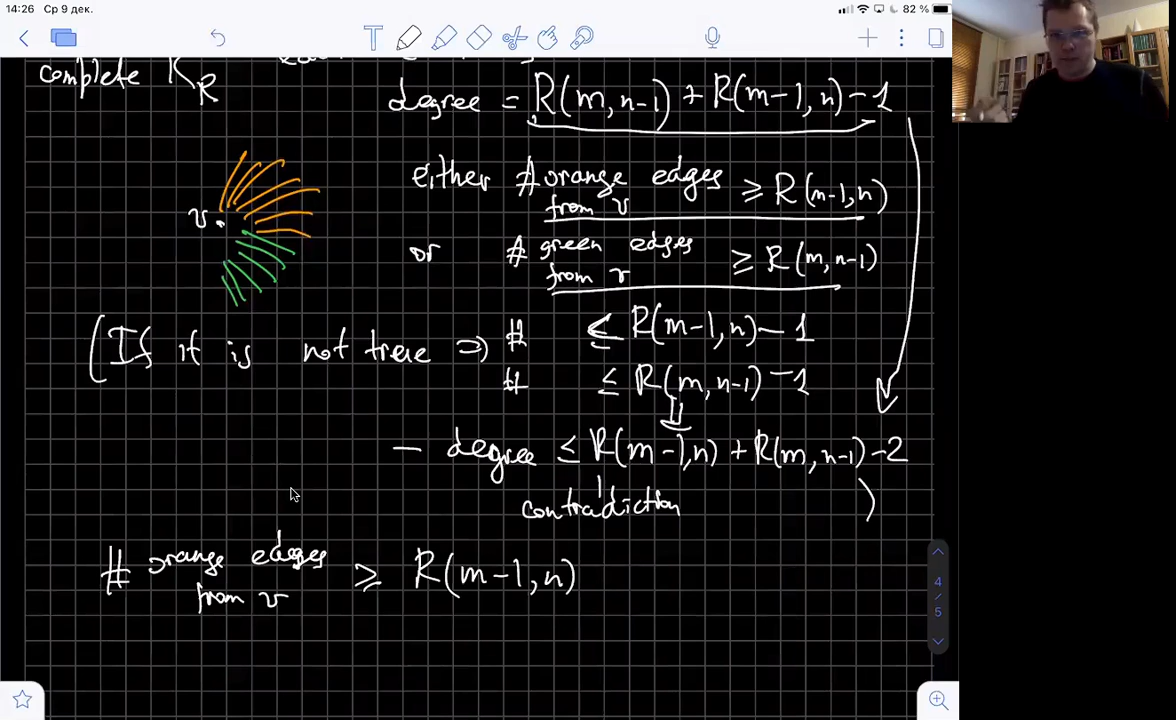 14:26 Ср 9 дек.
82 %
complete K_R
degree = R(m, n-1) + R(m-1, n) - 1
either # orange edges from v ≥ R(m-1, n)
v.
or # green edges from v ≥ R(m, n-1)
(If it is not true ⇒ # ≤ R(m-1, n) - 1
# ≤ R(m, n-1) - 1
⇓
- degree ≤ R(m-1, n) + R(m, n-1) - 2
contradiction )
# orange edges from v ≥ R(m-1, n)
4
/
5